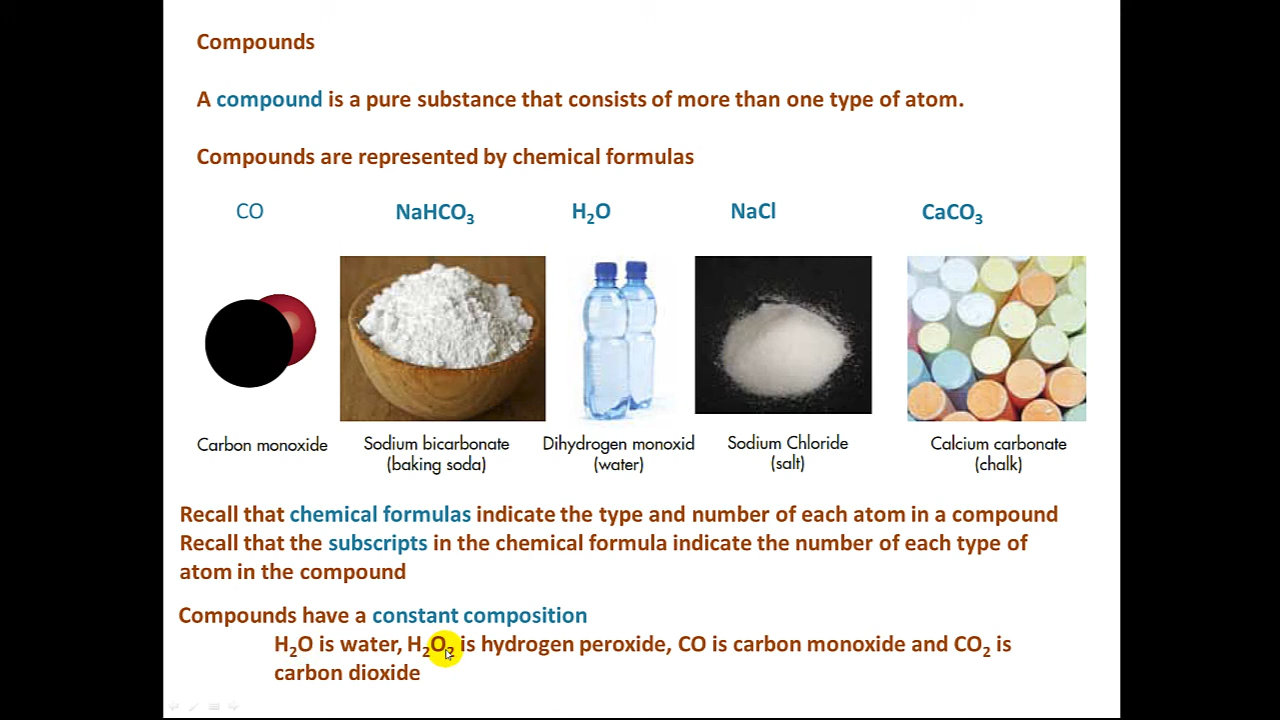 Compounds
A compound is a pure substance that consists of more than one type of atom.
Compounds are represented by chemical formulas
CO NaHCO₃ H₂O NaCl CaCO₃
Carbon monoxide Sodium bicarbonate Dihydrogen monoxid Sodium Chloride Calcium carbonate
(baking soda) (water) (salt) (chalk)
Recall that chemical formulas indicate the type and number of each atom in a compound
Recall that the subscripts in the chemical formula indicate the number of each type of
atom in the compound
Compounds have a constant composition
H₂O is water, H₂O₂ is hydrogen peroxide, CO is carbon monoxide and CO₂ is
carbon dioxide